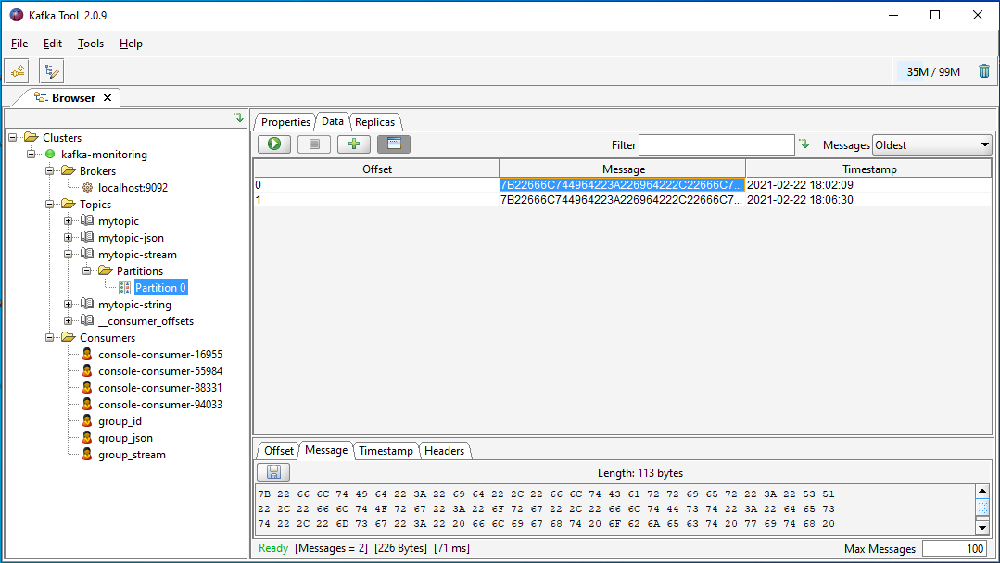 Kafka Tool 2.0.9
File Edit Tools Help
35M / 99M
Browser
Clusters
kafka-monitoring
Brokers
localhost:9092
Topics
mytopic
mytopic-json
mytopic-stream
Partitions
Partition 0
mytopic-string
__consumer_offsets
Consumers
console-consumer-16955
console-consumer-55984
console-consumer-88331
console-consumer-94033
group_id
group_json
group_stream
Properties Data Replicas
Filter Messages Oldest
Offset Message Timestamp
0 7B22666C744964223A226964222C22666C7... 2021-02-22 18:02:09
1 7B22666C744964223A226964222C22666C7... 2021-02-22 18:06:30
Offset Message Timestamp Headers
Length: 113 bytes
7B 22 66 6C 74 49 64 22 3A 22 69 64 22 2C 22 66 6C 74 43 61 72 72 69 65 72 22 3A 22 53 51
22 2C 22 66 6C 74 4F 72 67 22 3A 22 6F 72 67 22 2C 22 66 6C 74 44 73 74 22 3A 22 64 65 73
74 22 2C 22 6D 73 67 22 3A 22 20 66 6C 69 67 68 74 20 6F 62 6A 65 63 74 20 77 69 74 68 20
Ready [Messages = 2] [226 Bytes] [71 ms]
Max Messages 100